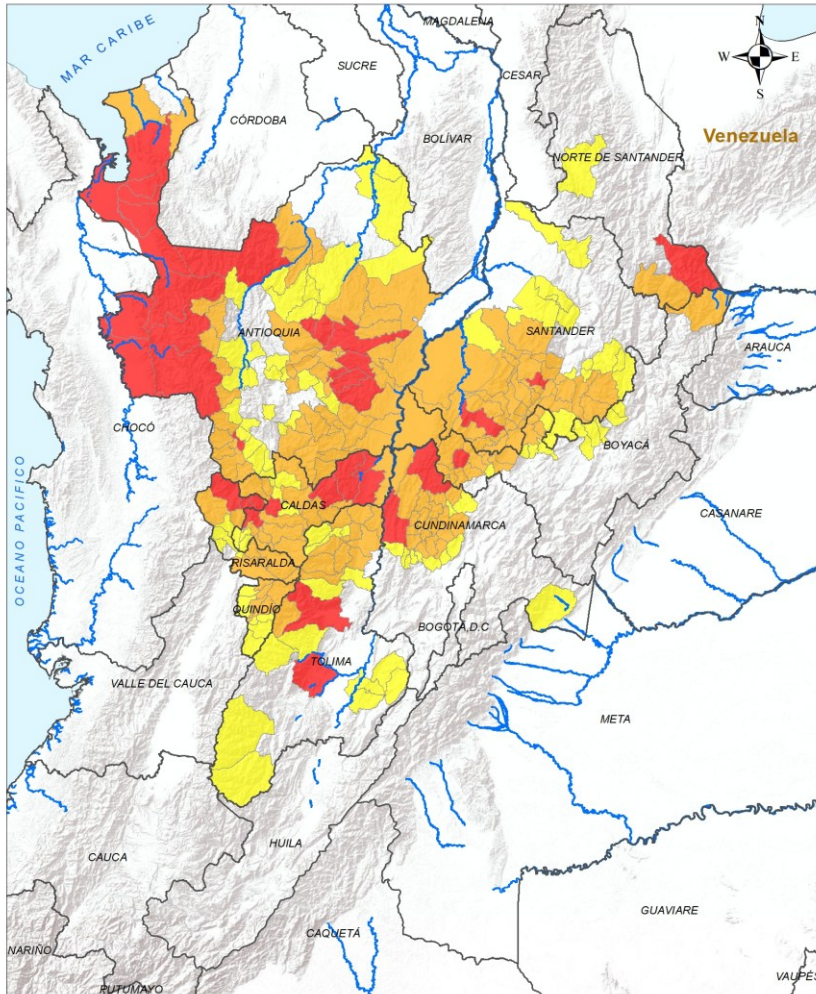 MAGDALENA
N
W E
S
MAR CARIBE
SUCRE
CESAR
CÓRDOBA
BOLÍVAR
Venezuela
NORTE DE SANTANDER
ANTIOQUIA
SANTANDER
ARAUCA
CHOCÓ
BOYACÁ
OCEANO PACIFICO
CALDAS
CASANARE
CUNDINAMARCA
RISARALDA
QUINDÍO
BOGOTÁ, D.C
TOLIMA
VALLE DEL CAUCA
META
HUILA
CAUCA
GUAVIARE
CAQUETÁ
NARIÑO
PUTUMAYO
VAUPÉS